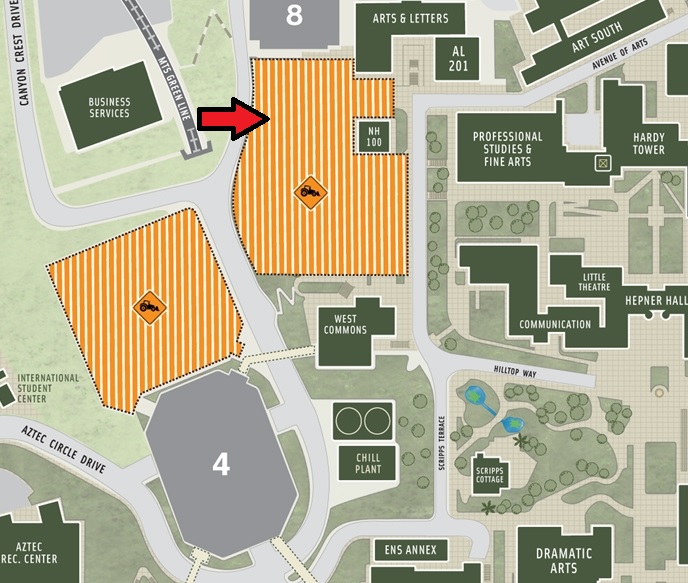 8
ARTS & LETTERS
ART SOUTH
AVENUE OF ARTS
AL
201
CANYON CREST DRIVE
MTS GREEN LINE
BUSINESS
SERVICES
NH
100
PROFESSIONAL
STUDIES &
FINE ARTS
HARDY
TOWER
LITTLE
THEATRE
HEPNER HALL
WEST
COMMONS
COMMUNICATION
HILLTOP WAY
INTERNATIONAL
STUDENT
CENTER
AZTEC CIRCLE DRIVE
4
CHILL
PLANT
SCRIPPS TERRACE
SCRIPPS
COTTAGE
AZTEC
REC. CENTER
ENS ANNEX
DRAMATIC
ARTS